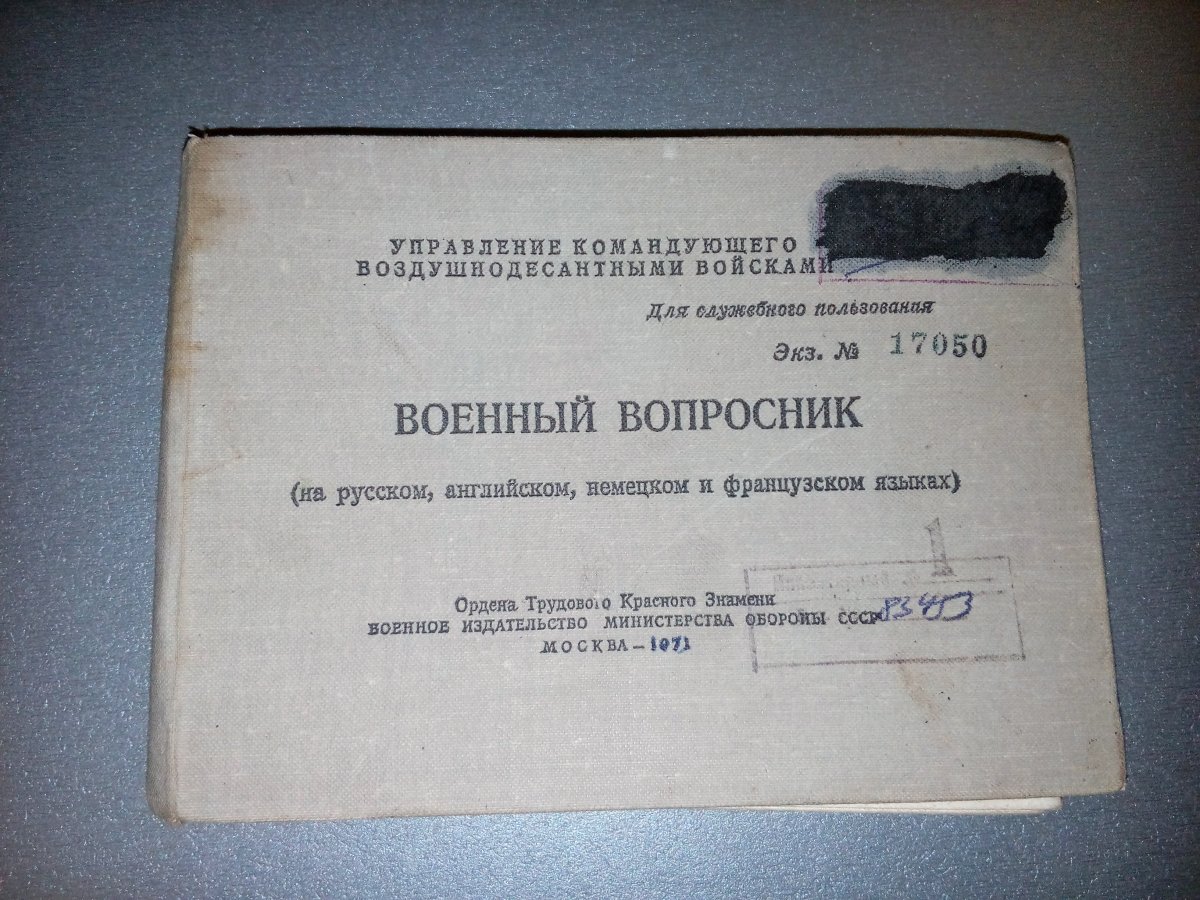 УПРАВЛЕНИЕ КОМАНДУЮЩЕГО
ВОЗДУШНОДЕСАНТНЫМИ ВОЙСКАМИ
Для служебного пользования
Экз. № 17050
ВОЕННЫЙ ВОПРОСНИК
(на русском, английском, немецком и французском языках)
1
Ордена Трудового Красного Знамени
ВОЕННОЕ ИЗДАТЕЛЬСТВО МИНИСТЕРСТВА ОБОРОНЫ СССР
МОСКВА — 1971